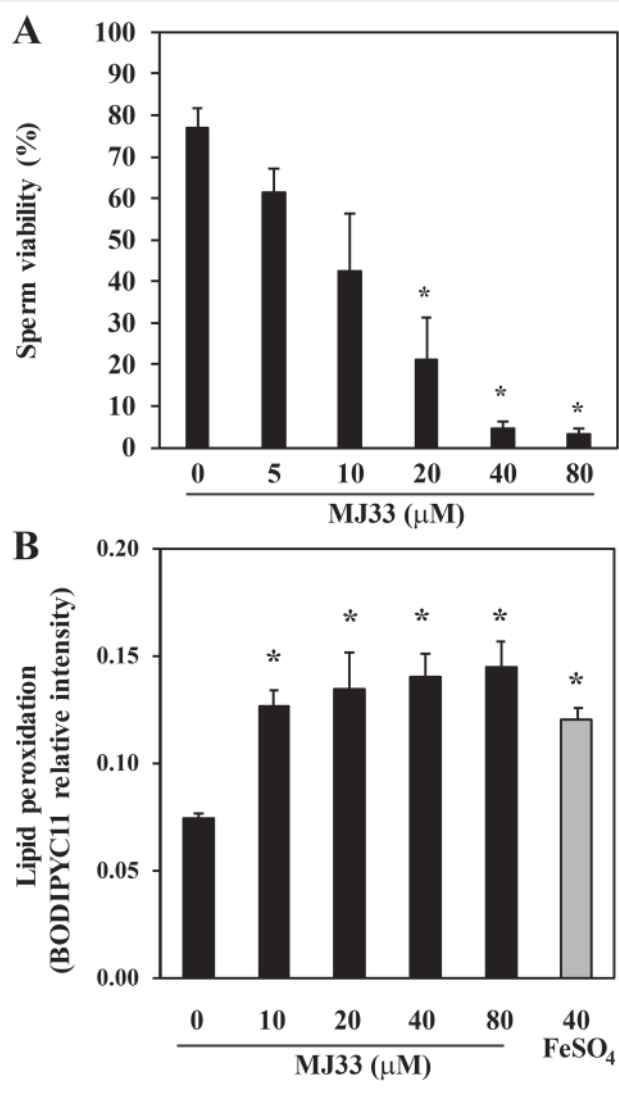 A
Sperm viability (%)
100
90
80
70
60
50
40
30
20
10
0
*
*
*
0 5 10 20 40 80
MJ33 (μM)
B
Lipid peroxidation
(BODIPYC11 relative intensity)
0.20
0.15
0.10
0.05
0.00
*
*
*
*
*
0 10 20 40 80 40
FeSO₄
MJ33 (μM)